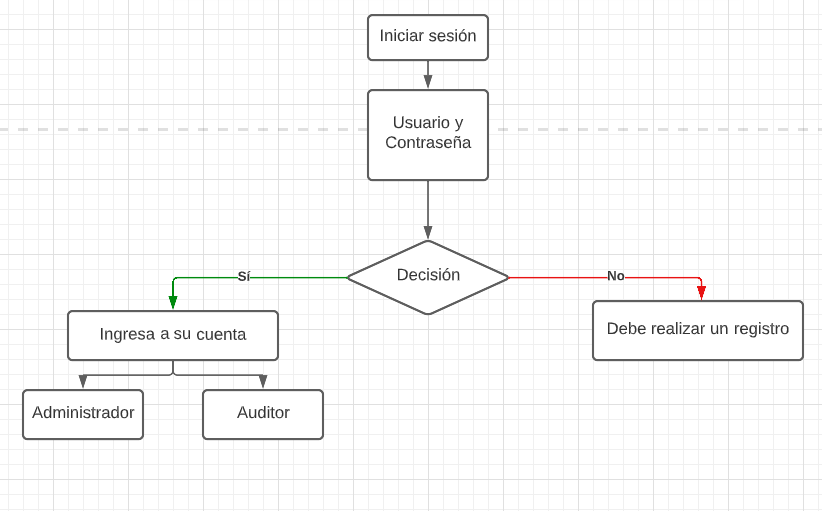 Iniciar sesión
Usuario y
Contraseña
Decisión
Sí
No
Ingresa a su cuenta
Debe realizar un registro
Administrador
Auditor